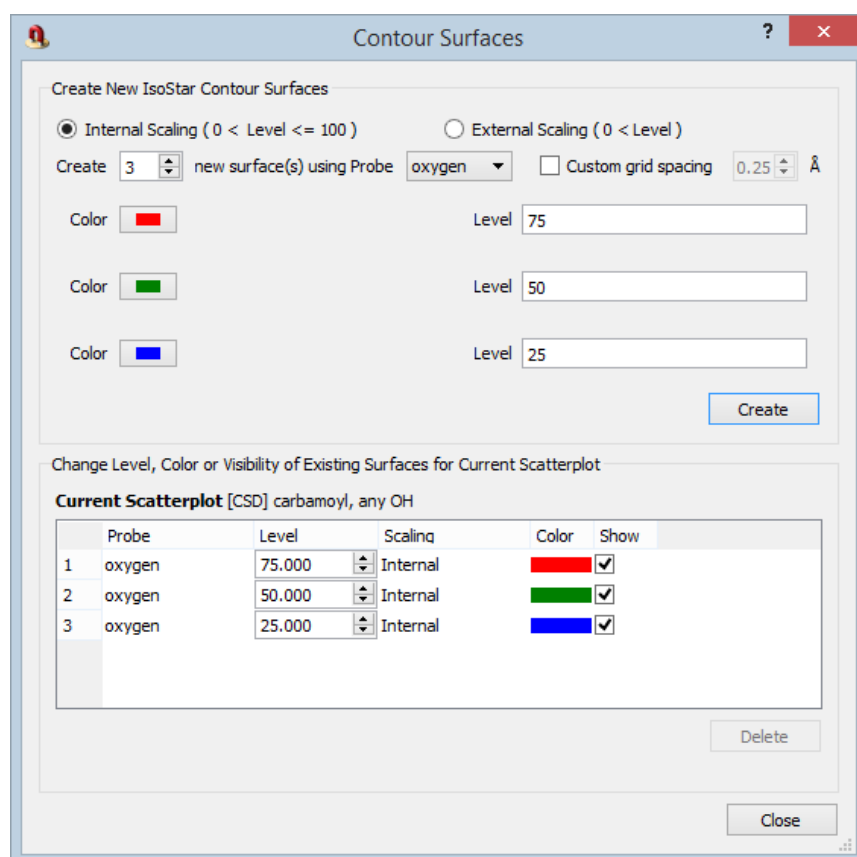 Contour Surfaces
?
×
Create New IsoStar Contour Surfaces
Internal Scaling ( 0 < Level <= 100 ) External Scaling ( 0 < Level )
Create 3 new surface(s) using Probe oxygen Custom grid spacing 0.25 Å
Color Level 75
Color Level 50
Color Level 25
Create
Change Level, Color or Visibility of Existing Surfaces for Current Scatterplot
Current Scatterplot [CSD] carbamoyl, any OH
Probe Level Scaling Color Show
1 oxygen 75.000 Internal
2 oxygen 50.000 Internal
3 oxygen 25.000 Internal
Delete
Close